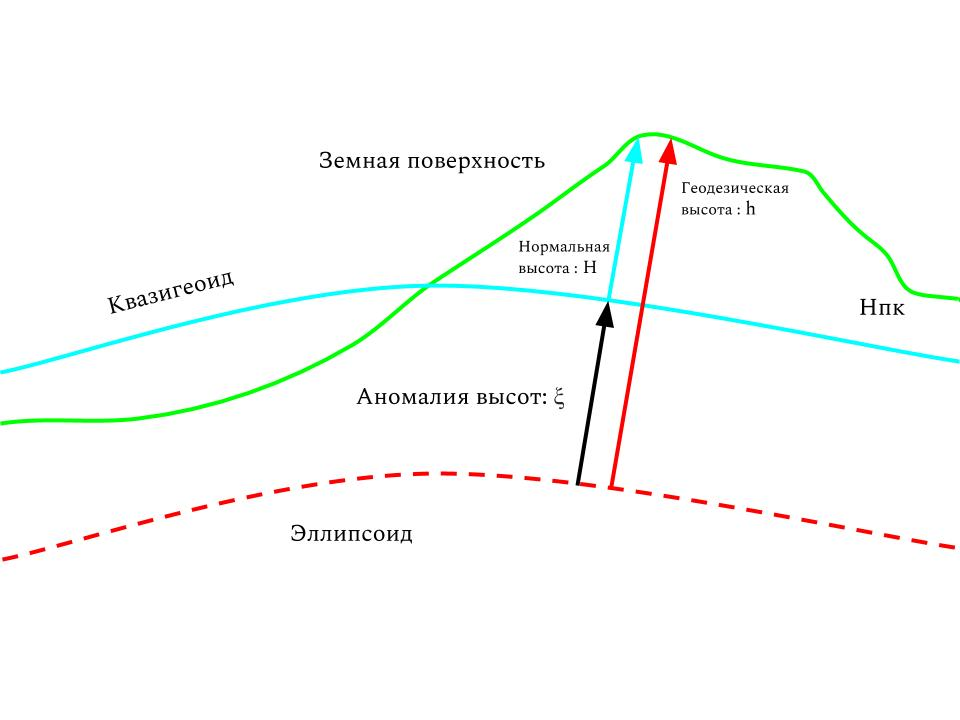 Земная поверхность
Геодезическая
высота : h
Нормальная
высота : H
Квазигеоид
Нпк
Аномалия высот: ξ
Эллипсоид